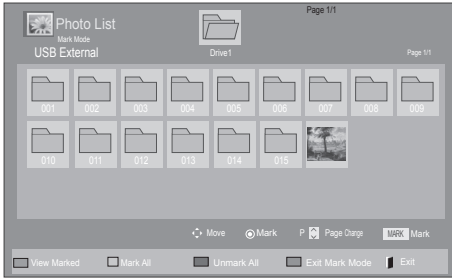 Page 1/1
Photo List
Mark Mode
USB External
Drive1
Page 1/1
001 002 003 004 005 006 007 008 009
010 011 012 013 014 015
Move Mark P Page Charge MARK Mark
View Marked Mark All Unmark All Exit Mark Mode Exit